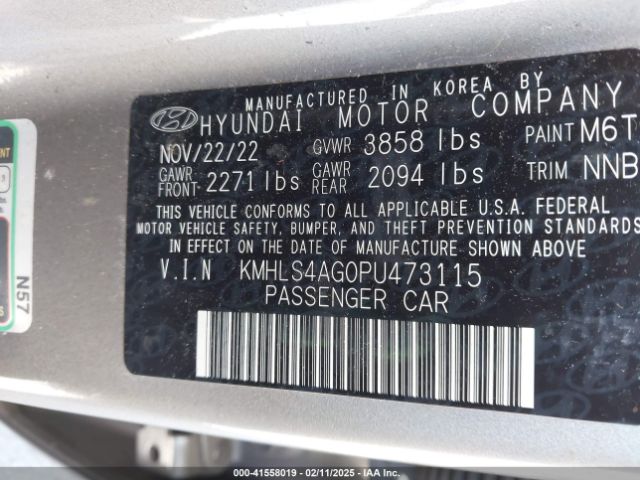 MANUFACTURED IN KOREA BY
HYUNDAI MOTOR COMPANY
NOV/22/22 GVWR 3858 lbs PAINT M6T
GAWR FRONT 2271 lbs GAWR REAR 2094 lbs TRIM NNB
THIS VEHICLE CONFORMS TO ALL APPLICABLE U.S.A. FEDERAL
MOTOR VEHICLE SAFETY, BUMPER, AND THEFT PREVENTION STANDARDS
IN EFFECT ON THE DATE OF MANUFACTURE SHOWN ABOVE
V.I.N KMHLS4AG0PU473115
PASSENGER CAR
N57
000-41558019 - 02/11/2025 - IAAI.COM